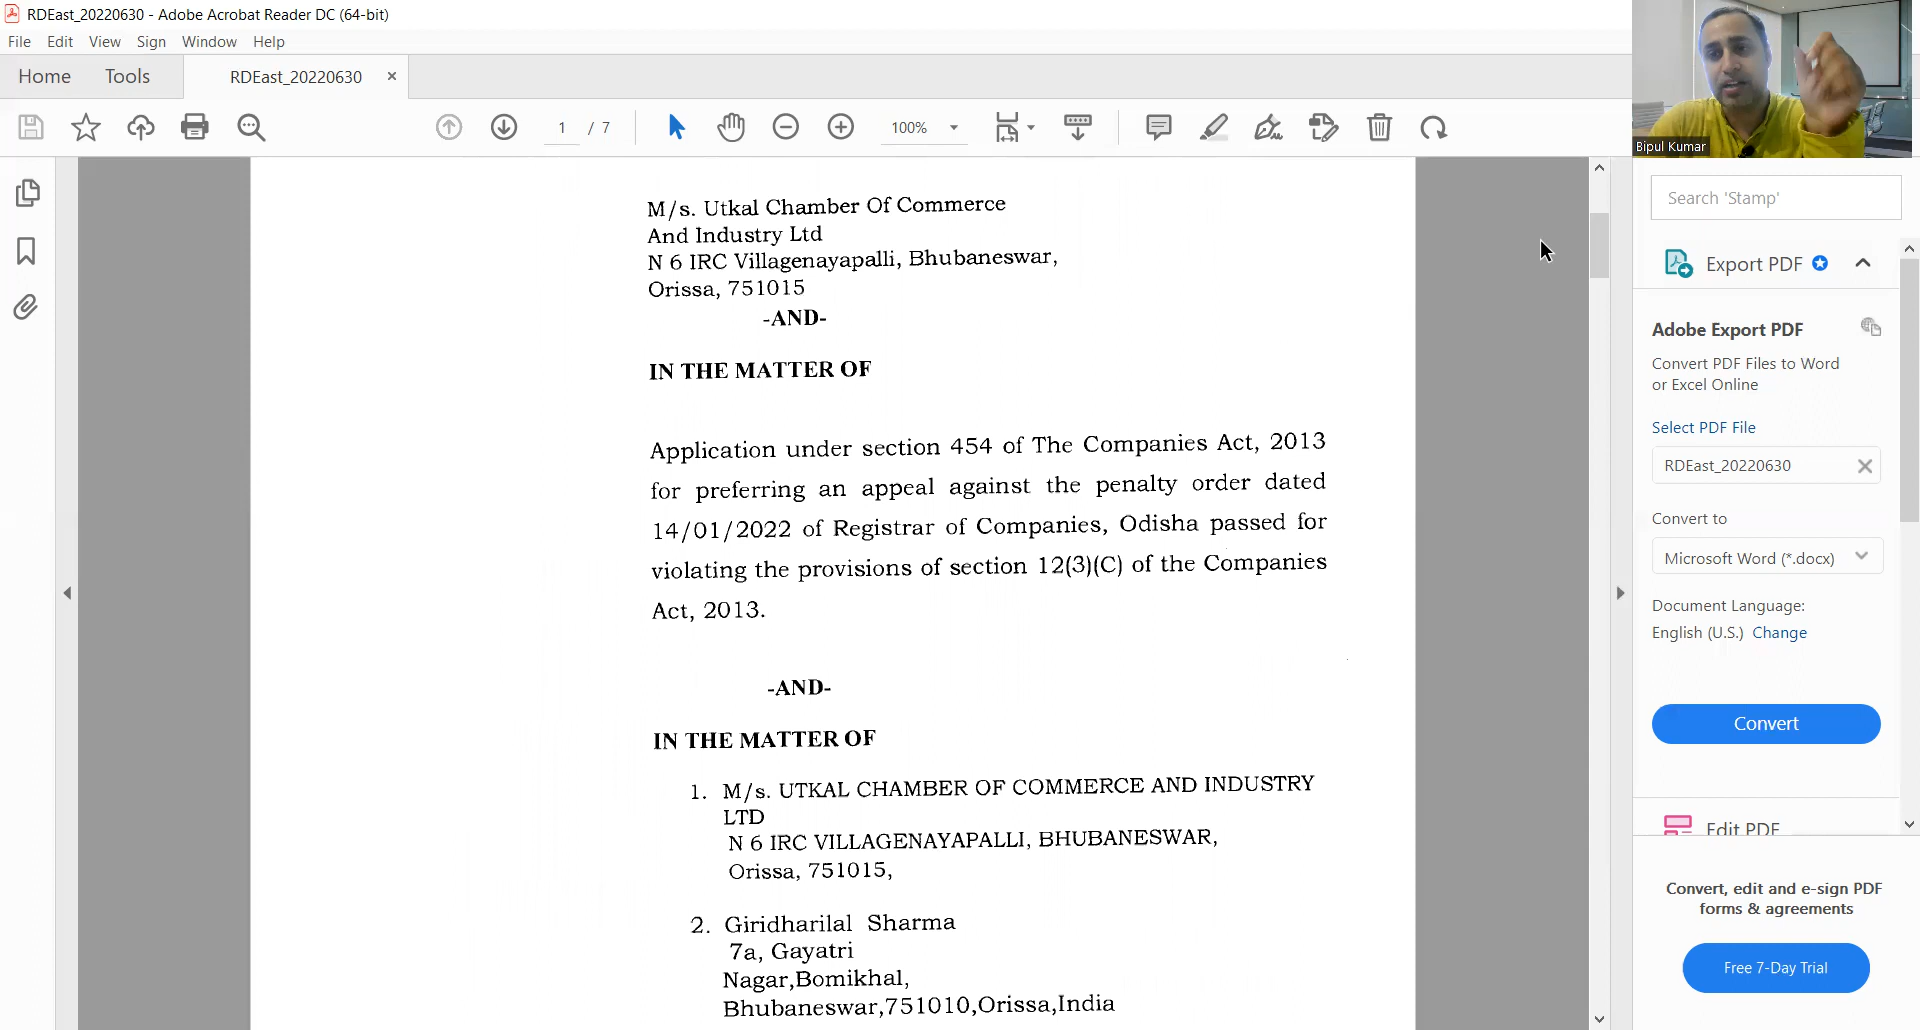 RDEast_20220630 - Adobe Acrobat Reader DC (64-bit)
File Edit View Sign Window Help
Home Tools RDEast_20220630 ×
1 / 7 100%
Bipul Kumar
M/s. Utkal Chamber Of Commerce
And Industry Ltd
N 6 IRC Villagenayapalli, Bhubaneswar,
Orissa, 751015
-AND-
IN THE MATTER OF
Application under section 454 of The Companies Act, 2013
for preferring an appeal against the penalty order dated
14/01/2022 of Registrar of Companies, Odisha passed for
violating the provisions of section 12(3)(C) of the Companies
Act, 2013.
-AND-
IN THE MATTER OF
1. M/s. UTKAL CHAMBER OF COMMERCE AND INDUSTRY
LTD
N 6 IRC VILLAGENAYAPALLI, BHUBANESWAR,
Orissa, 751015,
2. Giridharilal Sharma
7a, Gayatri
Nagar,Bomikhal,
Bhubaneswar,751010,Orissa,India
Search 'Stamp'
Export PDF
Adobe Export PDF
Convert PDF Files to Word
or Excel Online
Select PDF File
RDEast_20220630
Convert to
Microsoft Word (*.docx)
Document Language:
English (U.S.) Change
Convert
Edit PDF
Convert, edit and e-sign PDF
forms & agreements
Free 7-Day Trial